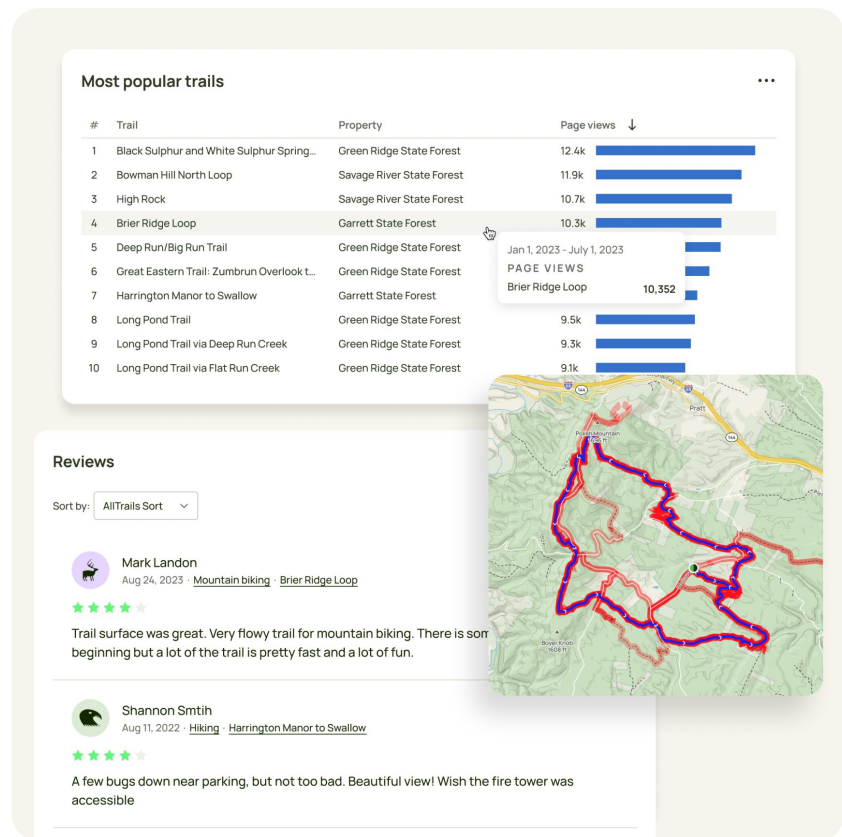 Most popular trails
# Trail Property Page views
1 Black Sulphur and White Sulphur Spring... Green Ridge State Forest 12.4k
2 Bowman Hill North Loop Savage River State Forest 11.9k
3 High Rock Savage River State Forest 10.7k
4 Brier Ridge Loop Garrett State Forest 10.3k
5 Deep Run/Big Run Trail Green Ridge State Forest
6 Great Eastern Trail: Zumbrun Overlook t... Green Ridge State Forest
7 Harrington Manor to Swallow Garrett State Forest
8 Long Pond Trail Green Ridge State Forest 9.5k
9 Long Pond Trail via Deep Run Creek Green Ridge State Forest 9.3k
10 Long Pond Trail via Flat Run Creek Green Ridge State Forest 9.1k
Jan 1, 2023 - July 1, 2023
PAGE VIEWS
Brier Ridge Loop 10,352
144
Pratt
144
Polish Mountain
Boyer Knob
1608 ft
Reviews
Sort by: AllTrails Sort
Mark Landon
Aug 24, 2023 · Mountain biking · Brier Ridge Loop
Trail surface was great. Very flowy trail for mountain biking. There is som
beginning but a lot of the trail is pretty fast and a lot of fun.
Shannon Smtih
Aug 11, 2022 · Hiking · Harrington Manor to Swallow
A few bugs down near parking, but not too bad. Beautiful view! Wish the fire tower was
accessible